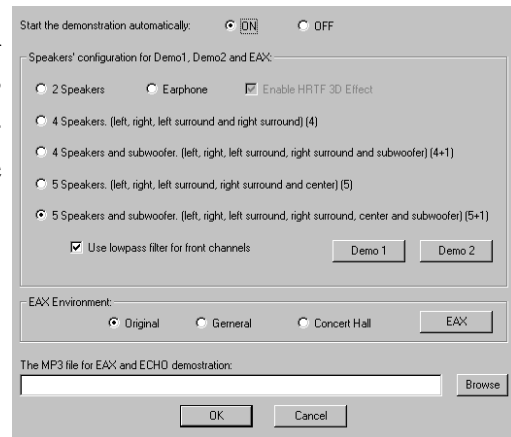 Start the demonstration automatically: ON OFF
Speakers' configuration for Demo1, Demo2 and EAX:
2 Speakers Earphone Enable HRTF 3D Effect
4 Speakers. (left, right, left surround and right surround) (4)
4 Speakers and subwoofer. (left, right, left surround, right surround and subwoofer) (4+1)
5 Speakers. (left, right, left surround, right surround and center) (5)
5 Speakers and subwoofer. (left, right, left surround, right surround, center and subwoofer) (5+1)
Use lowpass filter for front channels Demo 1 Demo 2
EAX Environment:
Original Gerneral Concert Hall EAX
The MP3 file for EAX and ECHO demostration:
Browse
OK Cancel